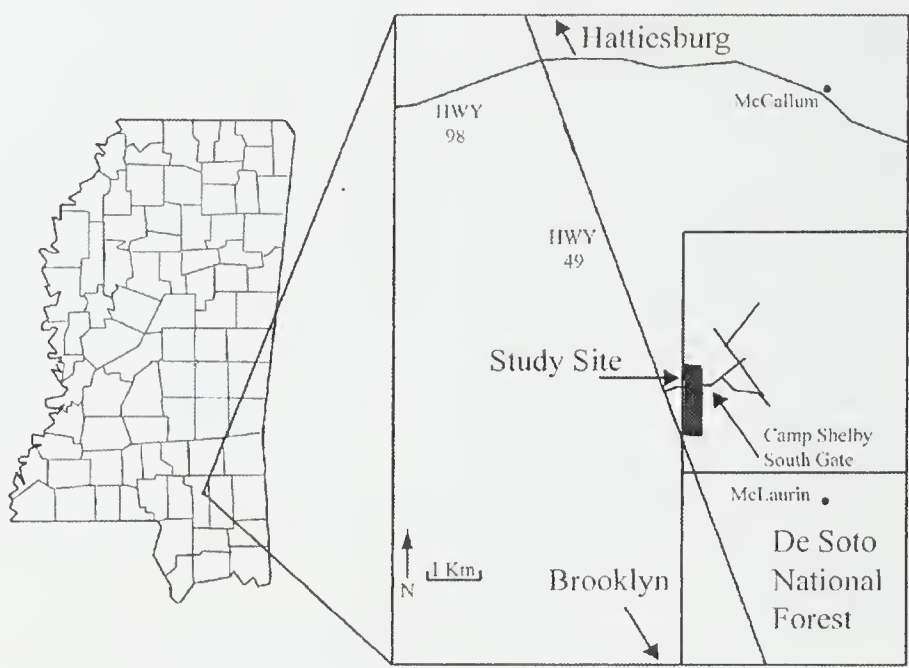 Hattiesburg
McCallum
HWY
98
HWY
49
Study Site
Camp Shelby
South Gate
McLaurin
De Soto
National
Forest
N
1 Km
Brooklyn